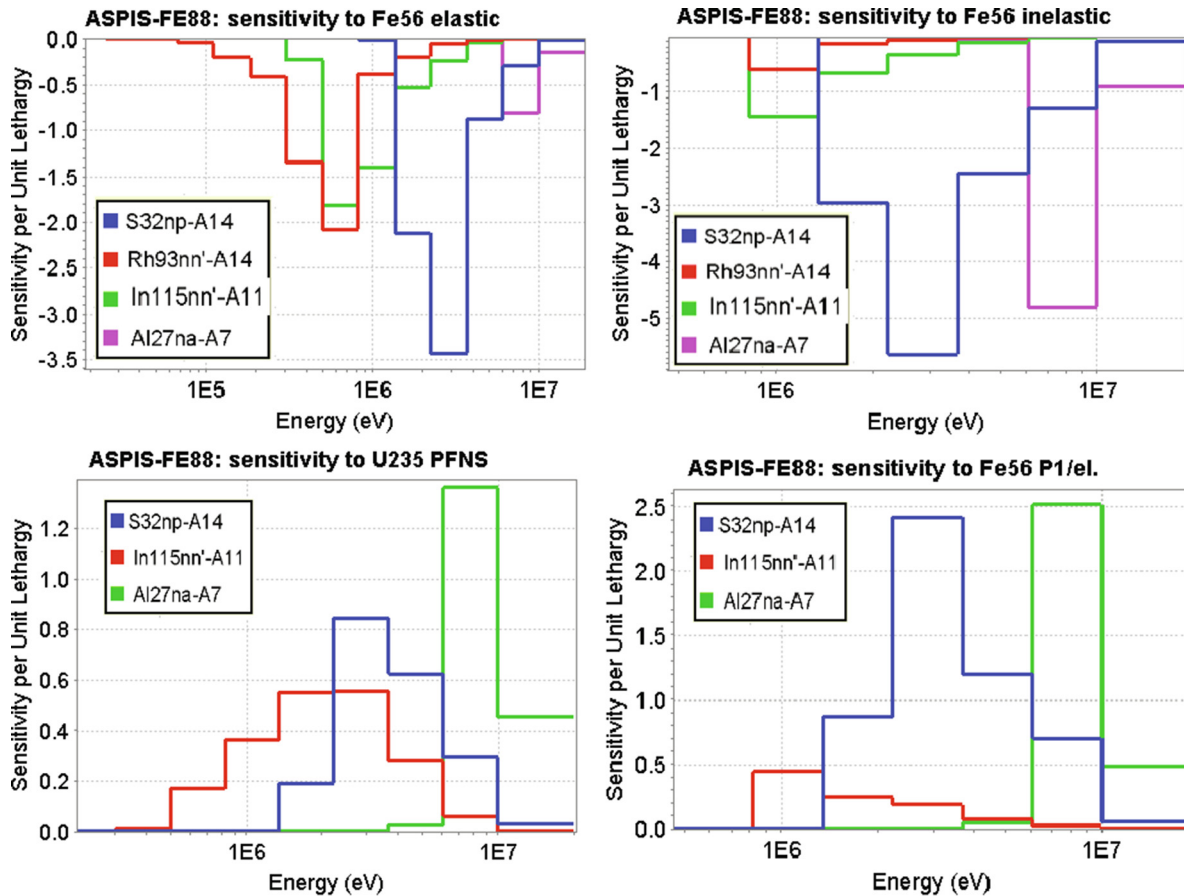 ASPIS-FE88: sensitivity to Fe56 elastic
Sensitivity per Unit Lethargy
0.0
-0.5
-1.0
-1.5
-2.0
-2.5
-3.0
-3.5
S32np-A14
Rh93nn'-A14
In115nn'-A11
Al27na-A7
1E5
1E6
1E7
Energy (eV)
ASPIS-FE88: sensitivity to Fe56 inelastic
Sensitivity per Unit Lethargy
-1
-2
-3
-4
-5
S32np-A14
Rh93nn'-A14
In115nn'-A11
Al27na-A7
1E6
1E7
Energy (eV)
ASPIS-FE88: sensitivity to U235 PFNS
Sensitivity per Unit Lethargy
1.2
1.0
0.8
0.6
0.4
0.2
0.0
S32np-A14
In115nn'-A11
Al27na-A7
1E6
1E7
Energy (eV)
ASPIS-FE88: sensitivity to Fe56 P1/el.
Sensitivity per Unit Lethargy
2.5
2.0
1.5
1.0
0.5
0.0
S32np-A14
In115nn'-A11
Al27na-A7
1E6
1E7
Energy (eV)